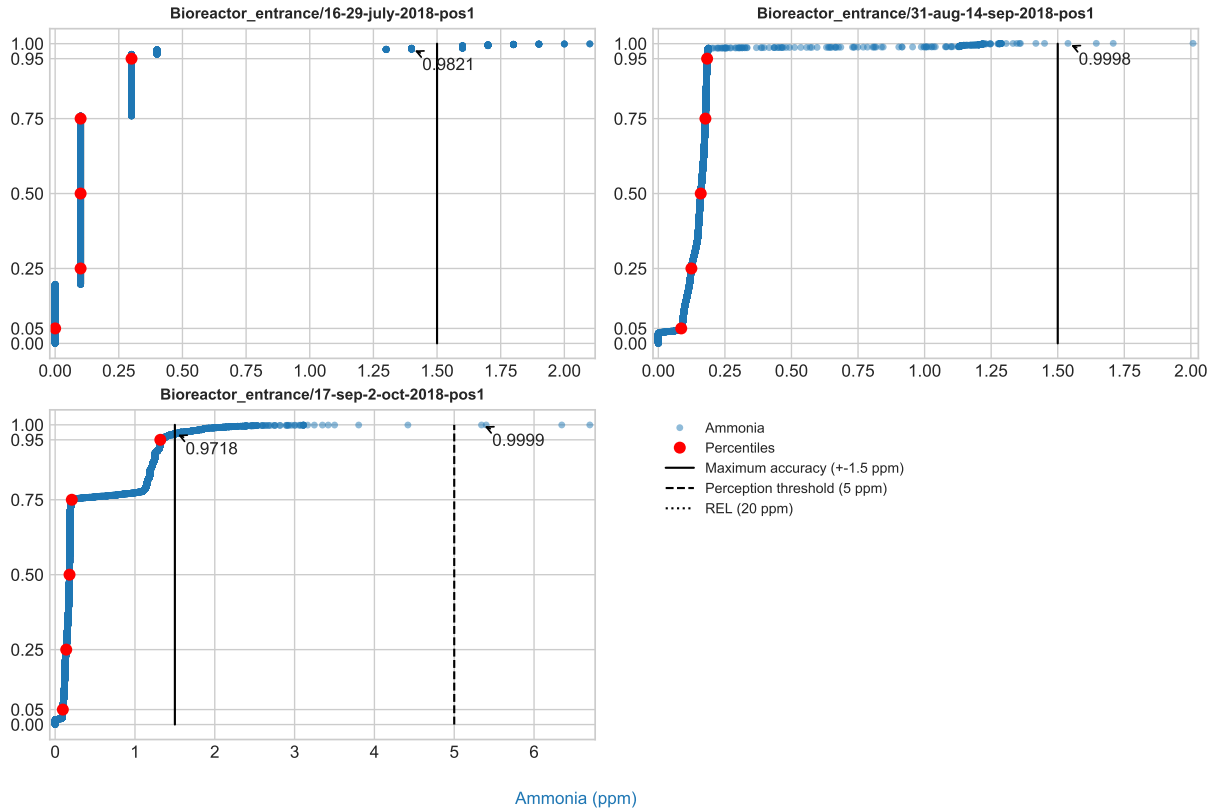 Bioreactor_entrance/16-29-july-2018-pos1
1.00
0.95
0.75
0.50
0.25
0.05
0.00
0.9821
0.00 0.25 0.50 0.75 1.00 1.25 1.50 1.75 2.00
Bioreactor_entrance/31-aug-14-sep-2018-pos1
1.00
0.95
0.75
0.50
0.25
0.05
0.00
0.9998
0.00 0.25 0.50 0.75 1.00 1.25 1.50 1.75 2.00
Bioreactor_entrance/17-sep-2-oct-2018-pos1
1.00
0.95
0.75
0.50
0.25
0.05
0.00
0.9718
0.9999
0 1 2 3 4 5 6
Ammonia
Percentiles
Maximum accuracy (+-1.5 ppm)
Perception threshold (5 ppm)
REL (20 ppm)
Ammonia (ppm)